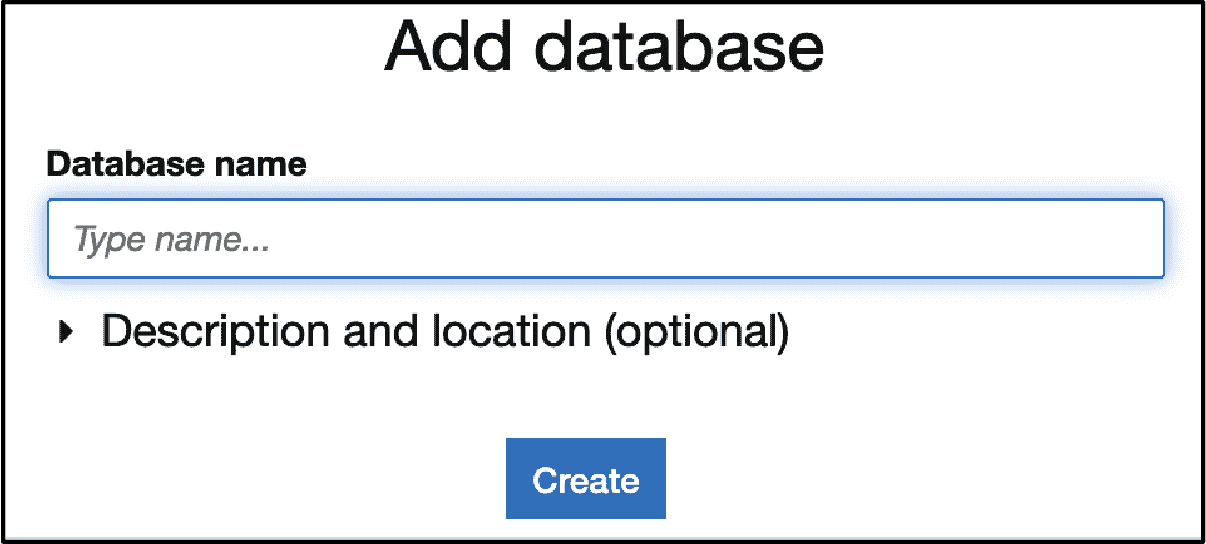 Add database
Database name
Type name...
Description and location (optional)
Create